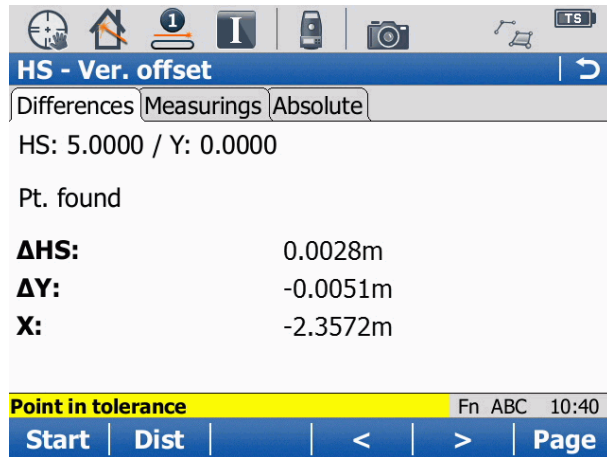 1 I TS
HS - Ver. offset
Differences Measurings Absolute
HS: 5.0000 / Y: 0.0000
Pt. found
ΔHS: 0.0028m
ΔY: -0.0051m
X: -2.3572m
Point in tolerance Fn ABC 10:40
Start Dist < > Page